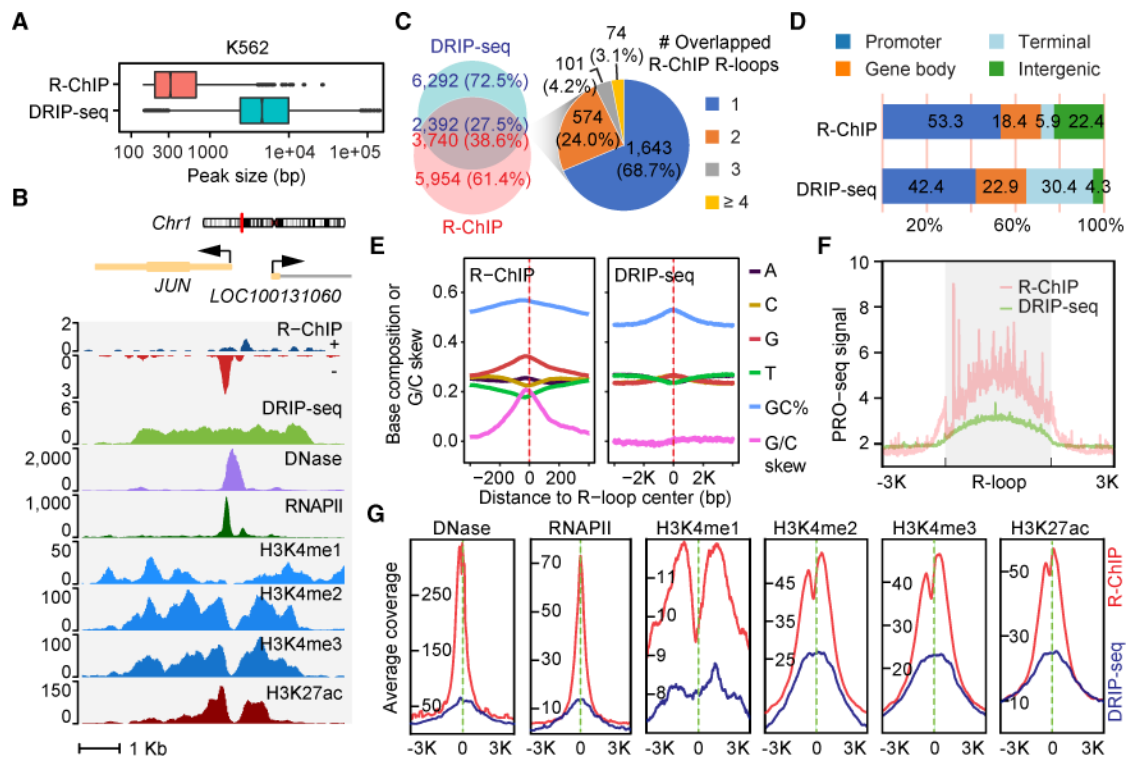 A
K562
R-ChIP
DRIP-seq
100 300 1000 1e+04 1e+05
Peak size (bp)
B
Chr1
JUN
LOC100131060
2
R−ChIP
+
0
-
3
6
DRIP-seq
0
2,000
DNase
0
1,000
RNAPII
0
50
H3K4me1
0
100
H3K4me2
0
100
H3K4me3
0
150
H3K27ac
0
1 Kb
C
DRIP-seq
6,292 (72.5%)
2,392 (27.5%)
3,740 (38.6%)
5,954 (61.4%)
R-ChIP
74
(3.1%)
101
(4.2%)
574
(24.0%)
1,643
(68.7%)
# Overlapped
R-ChIP R-loops
1
2
3
≥ 4
D
Promoter
Terminal
Gene body
Intergenic
R-ChIP
53.3 18.4 5.9 22.4
DRIP-seq
42.4 22.9 30.4 4.3
20% 60% 100%
E
Base composition or
G/C skew
R−ChIP
DRIP-seq
0.6
0.4
0.2
0.0
−200 0 200
−2K 0 2K
Distance to R−loop center (bp)
A
C
G
T
GC%
G/C
skew
F
PRO−seq signal
10
8
6
4
2
R-ChIP
DRIP-seq
-3K R-loop 3K
G
Average coverage
DNase
250
150
50
-3K 0 3K
RNAPII
70
50
30
10
-3K 0 3K
H3K4me1
11
10
9
8
-3K 0 3K
H3K4me2
45
35
25
-3K 0 3K
H3K4me3
40
30
20
-3K 0 3K
H3K27ac
50
30
10
-3K 0 3K
R-ChIP
DRIP-seq